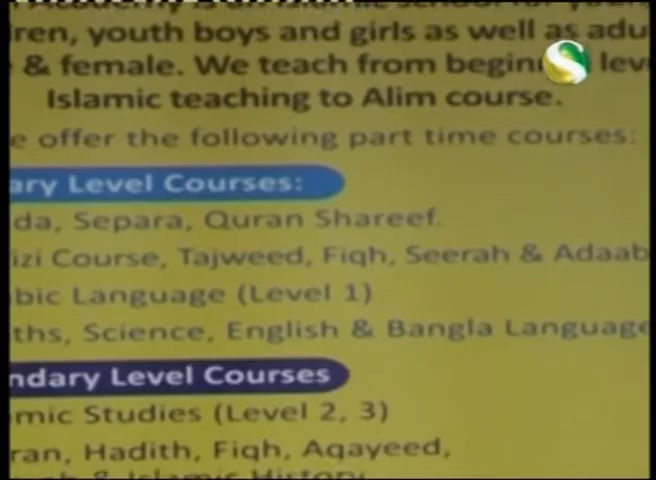 ren, youth boys and girls as well as adu
& female. We teach from begin leve
Islamic teaching to Alim course.
e offer the following part time courses:
ary Level Courses:
da, Separa, Quran Shareef.
izi Course, Tajweed, Fiqh, Seerah & Adaab
bic Language (Level 1)
ths, Science, English & Bangla Language
ndary Level Courses
mic Studies (Level 2, 3)
ran, Hadith, Fiqh, Aqayeed,
& Islamic History